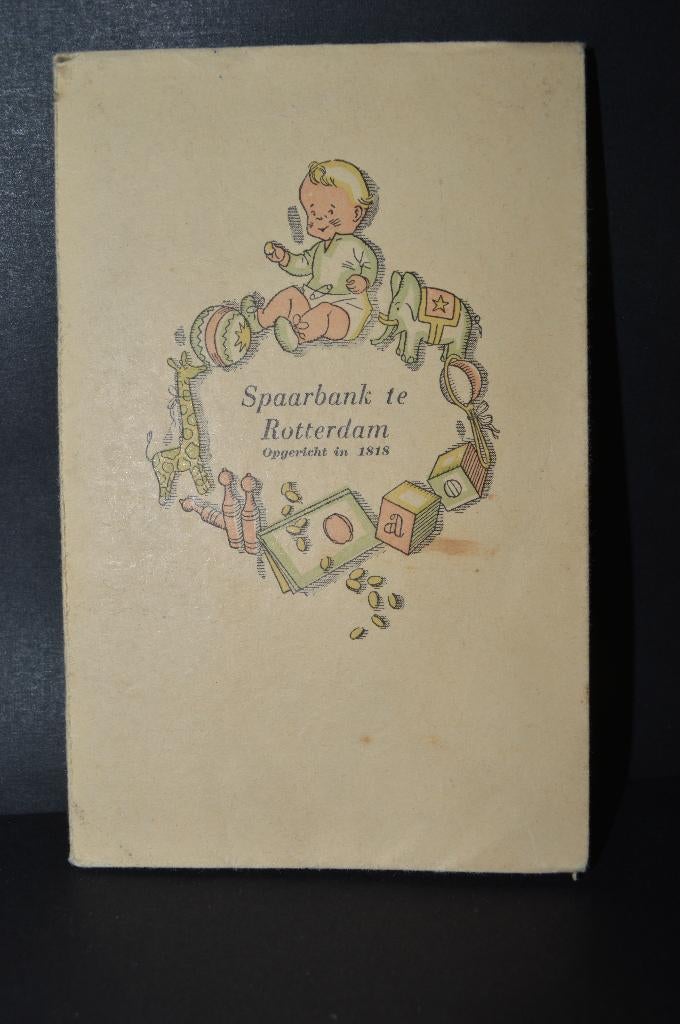 Spaarbank te
Rotterdam
Opgericht in 1818
a